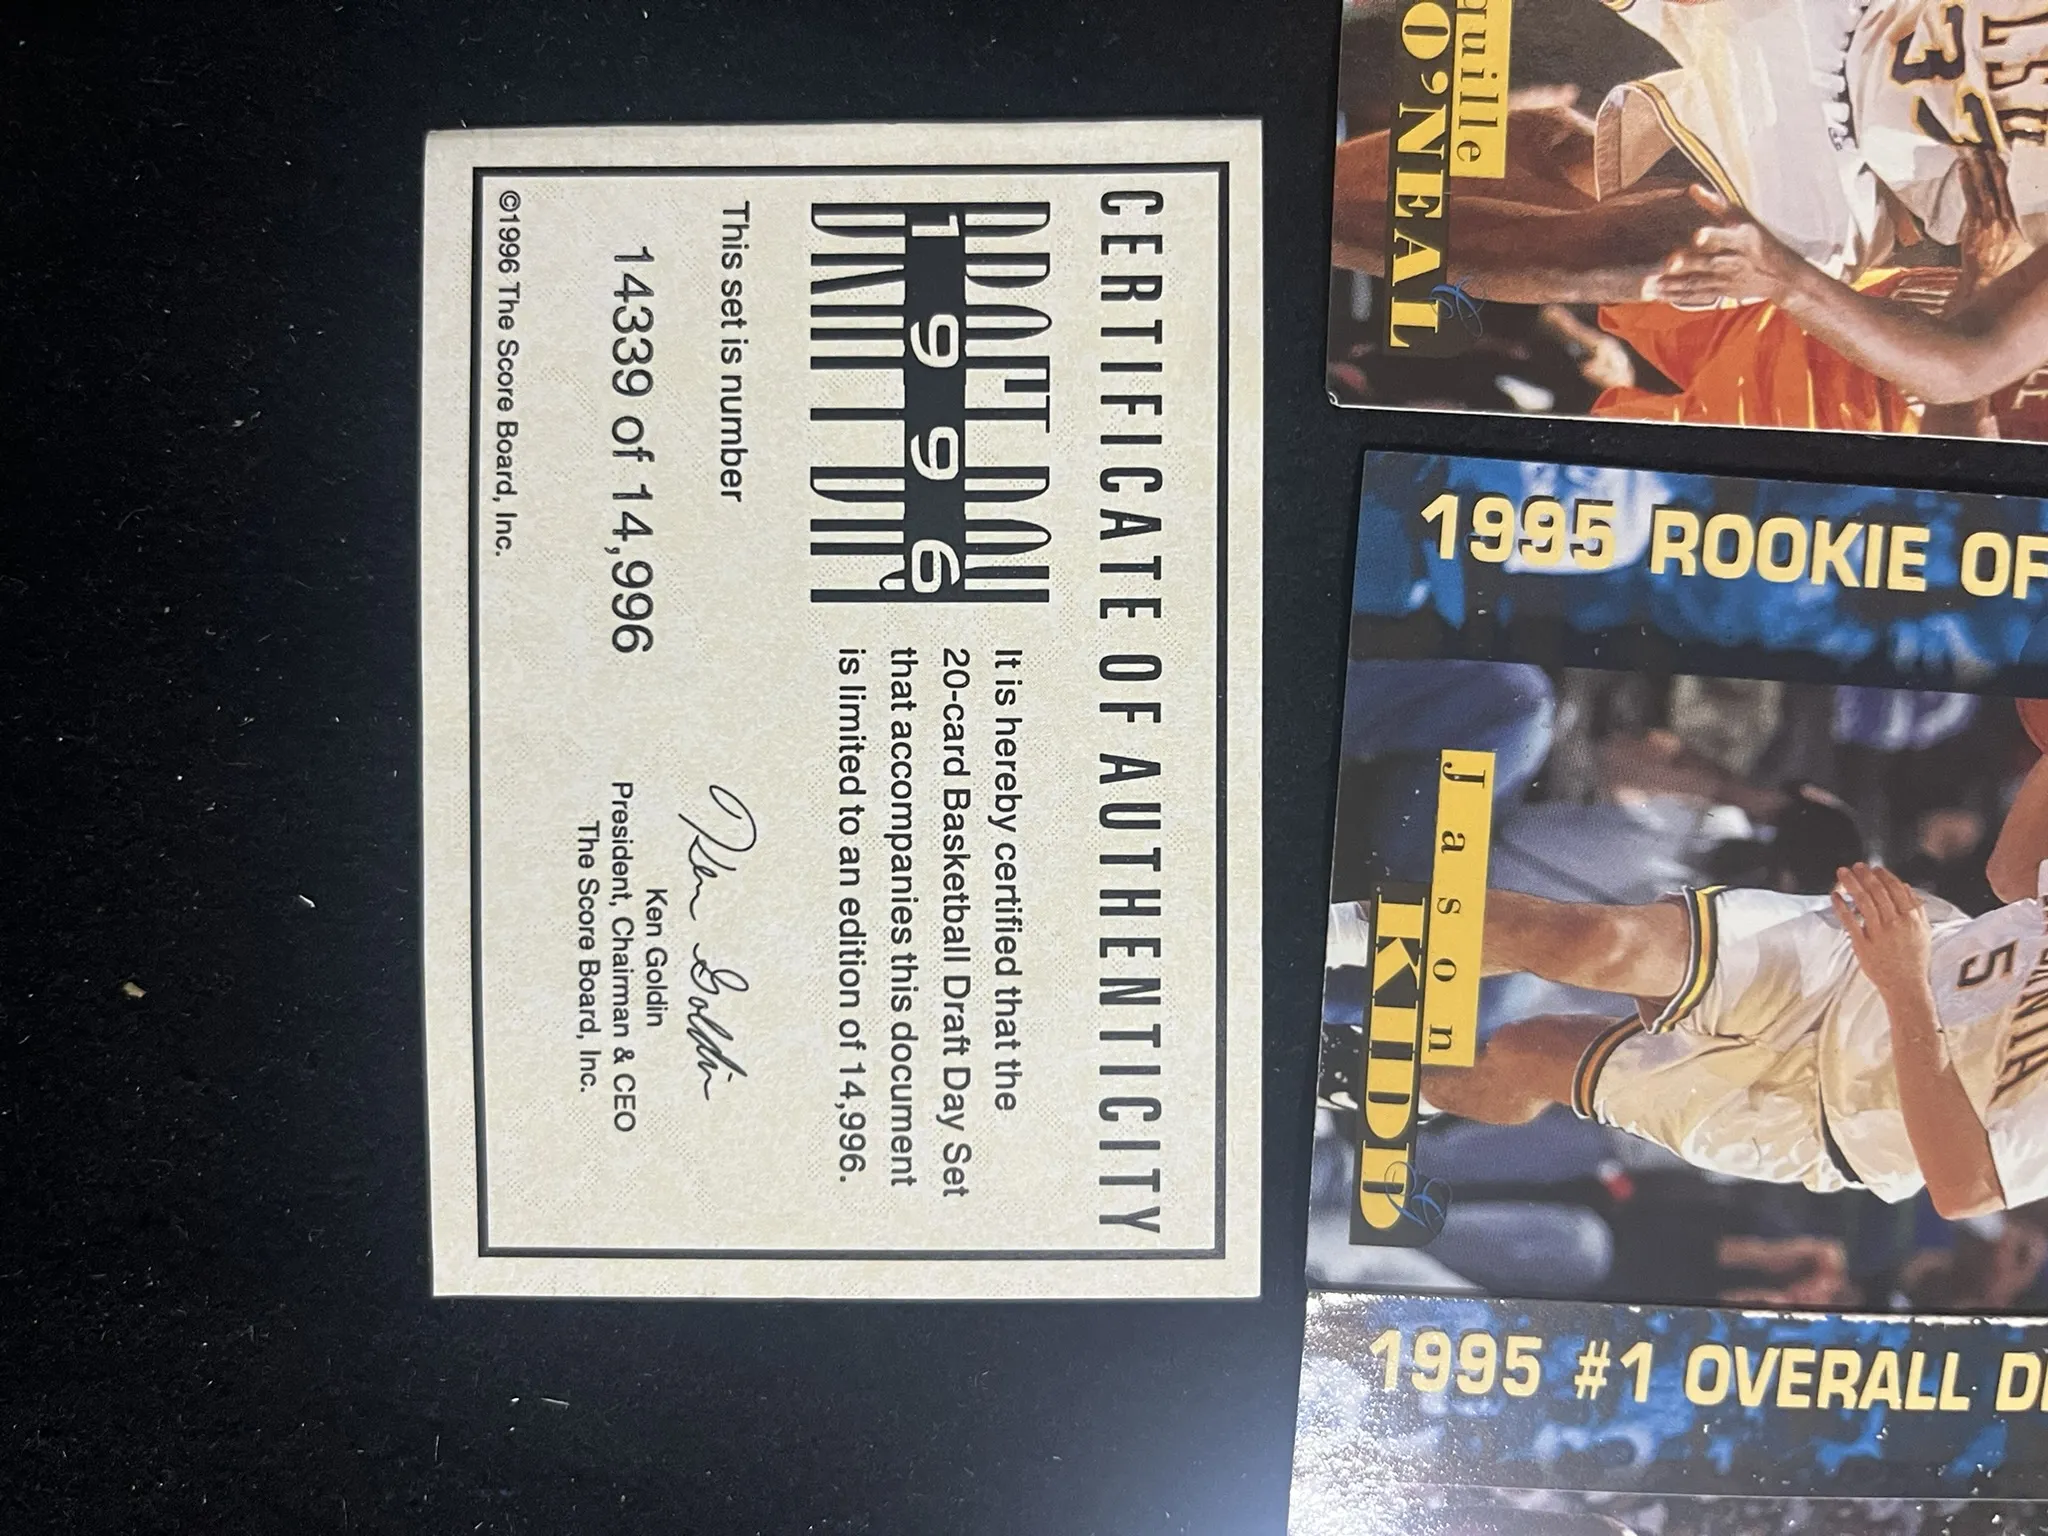 CERTIFICATE OF AUTHENTICITY
DRAFT DAY
1996
It is hereby certified that the
20-card Basketball Draft Day Set
that accompanies this document
is limited to an edition of 14,996.
This set is number
14339 of 14,996
Ken Goldin
Ken Goldin
President, Chairman & CEO
The Score Board, Inc.
©1996 The Score Board, Inc.
quille
O'NEAL
1995 ROOKIE OF
Jason
KIDD
5
1995 #1 OVERALL